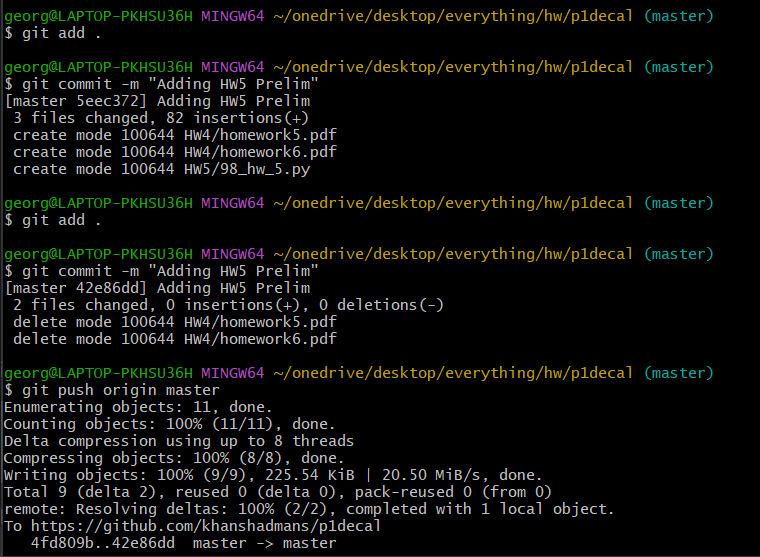 georg@LAPTOP-PKHSU36H MINGW64 ~/onedrive/desktop/everything/hw/p1decal (master)
$ git add .
georg@LAPTOP-PKHSU36H MINGW64 ~/onedrive/desktop/everything/hw/p1decal (master)
$ git commit -m "Adding HW5 Prelim"
[master 5eec372] Adding HW5 Prelim
 3 files changed, 82 insertions(+)
 create mode 100644 HW4/homework5.pdf
 create mode 100644 HW4/homework6.pdf
 create mode 100644 HW5/98_hw_5.py
georg@LAPTOP-PKHSU36H MINGW64 ~/onedrive/desktop/everything/hw/p1decal (master)
$ git add .
georg@LAPTOP-PKHSU36H MINGW64 ~/onedrive/desktop/everything/hw/p1decal (master)
$ git commit -m "Adding HW5 Prelim"
[master 42e86dd] Adding HW5 Prelim
 2 files changed, 0 insertions(+), 0 deletions(-)
 delete mode 100644 HW4/homework5.pdf
 delete mode 100644 HW4/homework6.pdf
georg@LAPTOP-PKHSU36H MINGW64 ~/onedrive/desktop/everything/hw/p1decal (master)
$ git push origin master
Enumerating objects: 11, done.
Counting objects: 100% (11/11), done.
Delta compression using up to 8 threads
Compressing objects: 100% (8/8), done.
Writing objects: 100% (9/9), 225.54 KiB | 20.50 MiB/s, done.
Total 9 (delta 2), reused 0 (delta 0), pack-reused 0 (from 0)
remote: Resolving deltas: 100% (2/2), completed with 1 local object.
To https://github.com/khanshadmans/p1decal
   4fd809b..42e86dd  master -> master